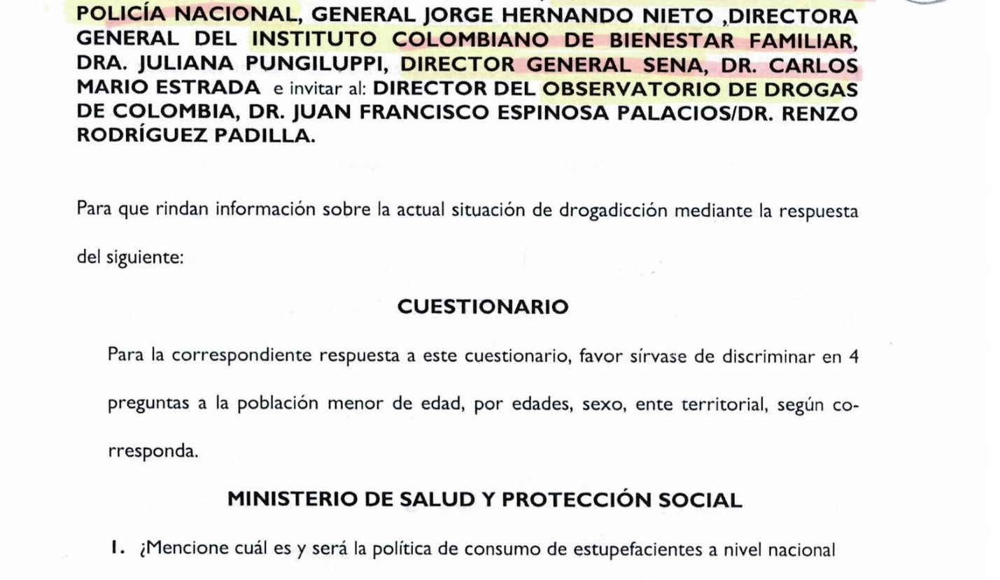 POLICÍA NACIONAL, GENERAL JORGE HERNANDO NIETO ,DIRECTORA
GENERAL DEL INSTITUTO COLOMBIANO DE BIENESTAR FAMILIAR,
DRA. JULIANA PUNGILUPPI, DIRECTOR GENERAL SENA, DR. CARLOS
MARIO ESTRADA e invitar al: DIRECTOR DEL OBSERVATORIO DE DROGAS
DE COLOMBIA, DR. JUAN FRANCISCO ESPINOSA PALACIOS/DR. RENZO
RODRÍGUEZ PADILLA.
Para que rindan información sobre la actual situación de drogadicción mediante la respuesta
del siguiente:
CUESTIONARIO
Para la correspondiente respuesta a este cuestionario, favor sírvase de discriminar en 4
preguntas a la población menor de edad, por edades, sexo, ente territorial, según co-
rresponda.
MINISTERIO DE SALUD Y PROTECCIÓN SOCIAL
1. ¿Mencione cuál es y será la política de consumo de estupefacientes a nivel nacional